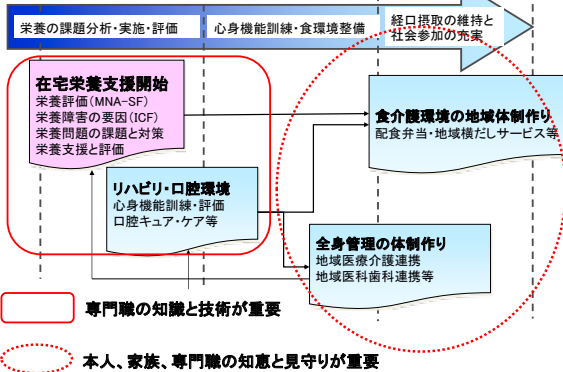 栄養の課題分析・実施・評価
心身機能訓練・食環境整備
経口摂取の維持と
社会参加の充実
在宅栄養支援開始
栄養評価(MNA-SF)
栄養障害の要因(ICF)
栄養問題の課題と対策
栄養支援と評価
食介護環境の地域体制作り
配食弁当・地域横だしサービス等
リハビリ・口腔環境
心身機能訓練・評価
口腔キュア・ケア等
全身管理の体制作り
地域医療介護連携
地域医科歯科連携等
専門職の知識と技術が重要
本人、家族、専門職の知恵と見守りが重要